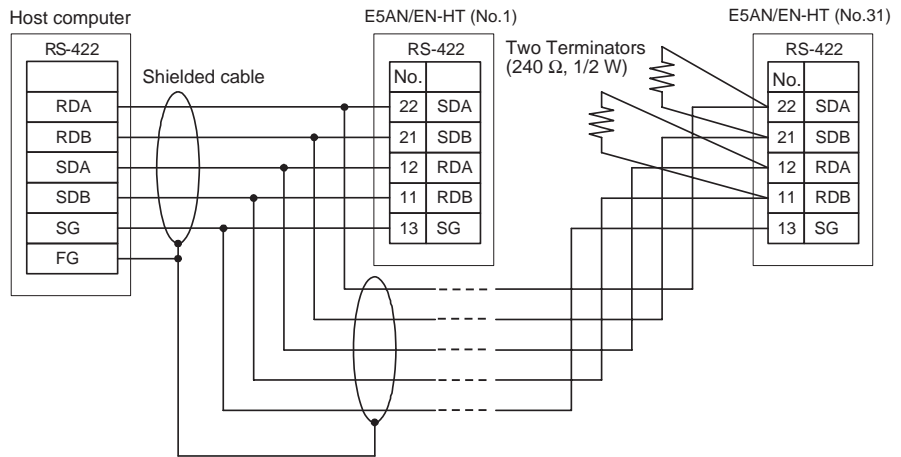 Host computer
RS-422
RDA
RDB
SDA
SDB
SG
FG
Shielded cable
E5AN/EN-HT (No.1)
RS-422
No.
22 SDA
21 SDB
12 RDA
11 RDB
13 SG
Two Terminators
(240 Ω, 1/2 W)
E5AN/EN-HT (No.31)
RS-422
No.
22 SDA
21 SDB
12 RDA
11 RDB
13 SG